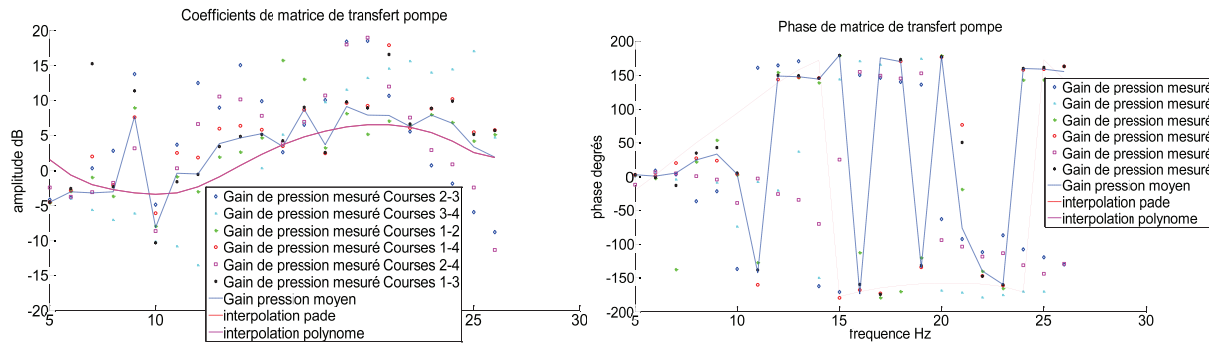 Coefficients de matrice de transfert pompe
amplitude dB
20
15
10
5
0
-5
-10
-15
-20
5
10
15
20
25
30
Gain de pression mesuré Courses 2-3
Gain de pression mesuré Courses 3-4
Gain de pression mesuré Courses 1-2
Gain de pression mesuré Courses 1-4
Gain de pression mesuré Courses 2-4
Gain de pression mesuré Courses 1-3
Gain pression moyen
interpolation pade
interpolation polynome
Phase de matrice de transfert pompe
phase degrés
200
150
100
50
0
-50
-100
-150
-200
5
10
15
20
25
30
frequence Hz
Gain de pression mesuré
Gain de pression mesuré
Gain de pression mesuré
Gain de pression mesuré
Gain de pression mesuré
Gain de pression mesuré
Gain pression moyen
interpolation pade
interpolation polynome